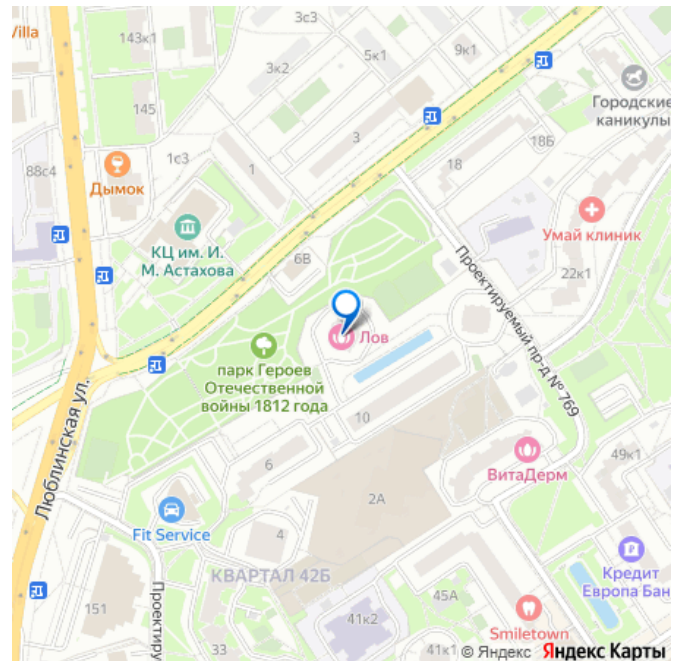 3с3
Villa
143к1
5к1
9к1
3к2
145
Городские
каникулы
3
18Б
88с4
1с3
1
18
Дымок
Умай клиник
КЦ им. И.
М. Астахова
6В
22к1
Проектируемый пр-д № 769
Лов
парк Героев
Отечественной
войны 1812 года
Люблинская ул.
10
6
49к1
ВитаДерм
2А
Fit Service
4
КВАРТАЛ 42Б
Кредит
Европа Бан
151
Проектиру
45А
41к2
Smiletown
33
41к1
© Яндекс Яндекс Карты